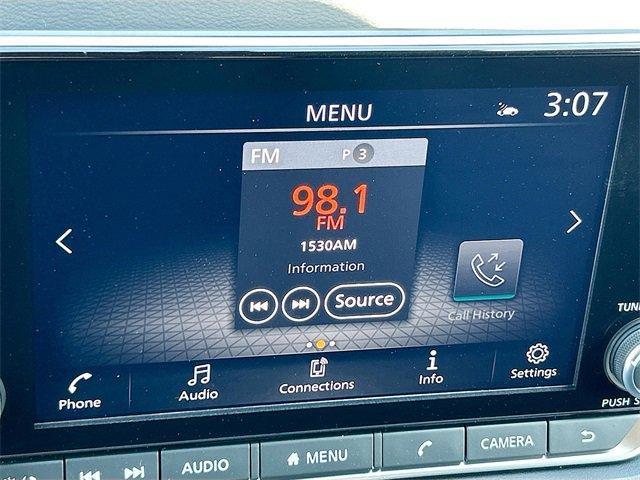 MENU
3:07
FM P 3
98.1
FM
1530AM
Information
Source
Call History
Phone
Audio
Connections
Info
Settings
TUN
PUSH S
AUDIO
MENU
CAMERA